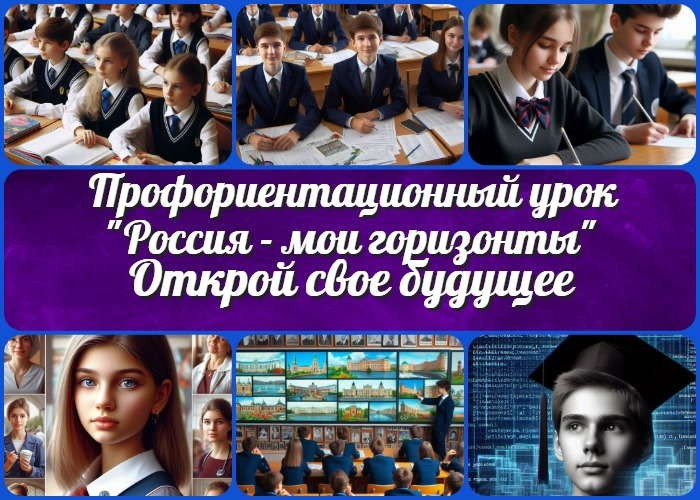 Профориентационный урок
"Россия - мои горизонты"
Открой свое будущее